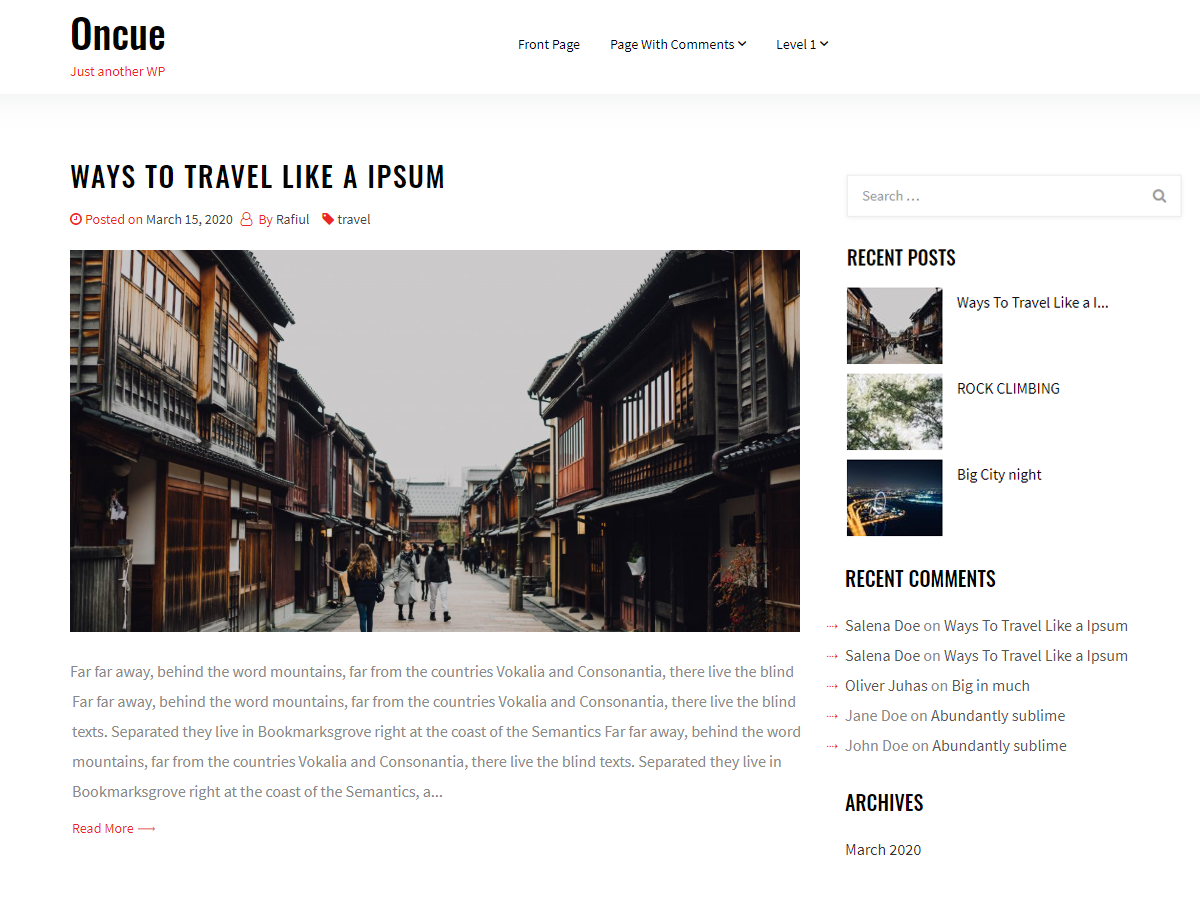 Oncue
Just another WP
Front Page
Page With Comments
Level 1
WAYS TO TRAVEL LIKE A IPSUM
Posted on March 15, 2020 By Rafiul travel
Far far away, behind the word mountains, far from the countries Vokalia and Consonantia, there live the blind
Far far away, behind the word mountains, far from the countries Vokalia and Consonantia, there live the blind
texts. Separated they live in Bookmarksgrove right at the coast of the Semantics Far far away, behind the word
mountains, far from the countries Vokalia and Consonantia, there live the blind texts. Separated they live in
Bookmarksgrove right at the coast of the Semantics, a...
Read More
Search ...
RECENT POSTS
Ways To Travel Like a I...
ROCK CLIMBING
Big City night
RECENT COMMENTS
Salena Doe on Ways To Travel Like a Ipsum
Salena Doe on Ways To Travel Like a Ipsum
Oliver Juhas on Big in much
Jane Doe on Abundantly sublime
John Doe on Abundantly sublime
ARCHIVES
March 2020